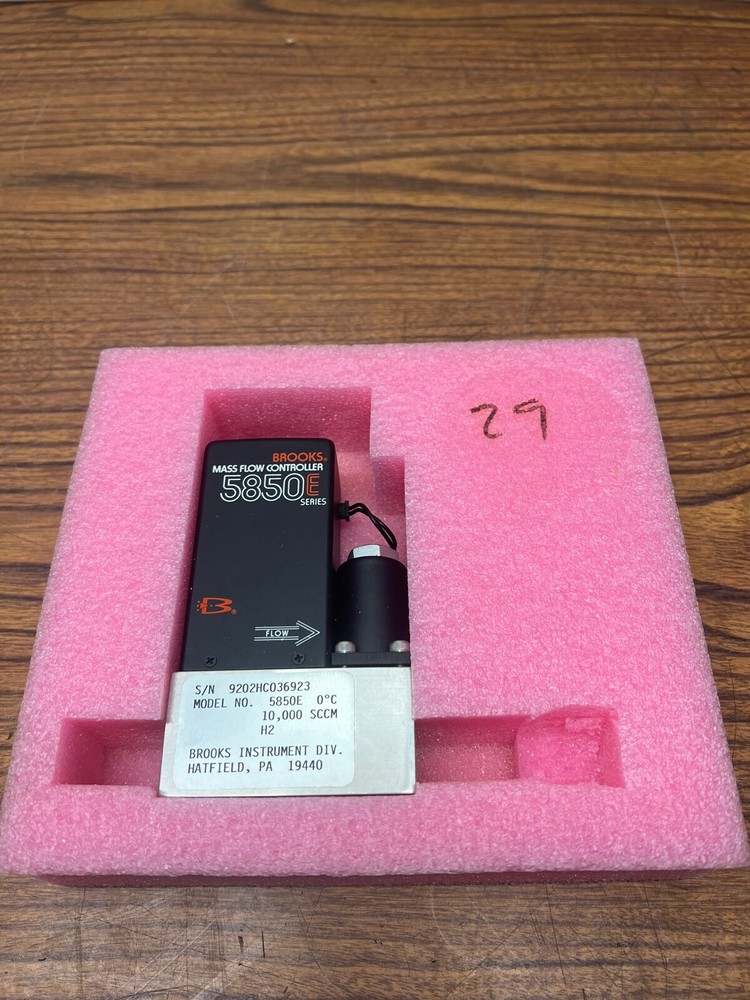 29
BROOKS®
MASS FLOW CONTROLLER
5850E
SERIES
B®
FLOW
S/N 9202HC036923
MODEL NO. 5850E 0°C
10,000 SCCM
H2
BROOKS INSTRUMENT DIV.
HATFIELD, PA 19440